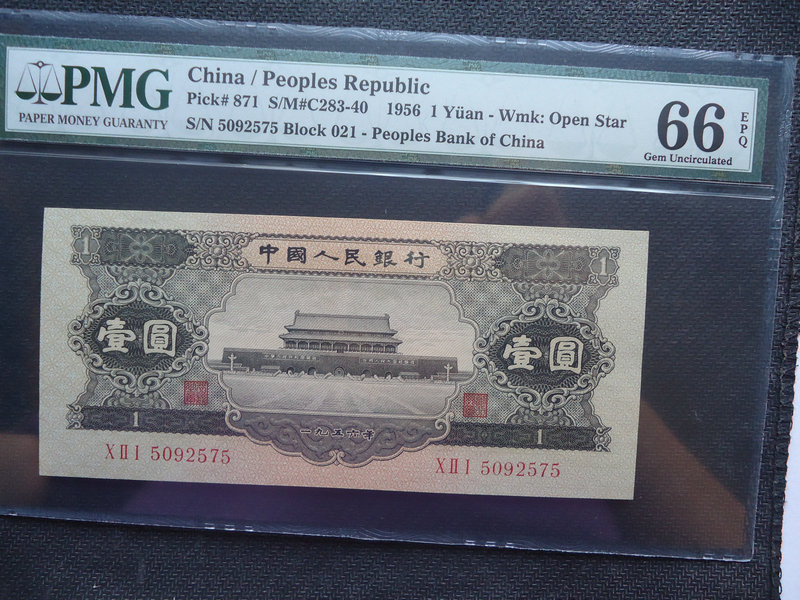 PMG
PAPER MONEY GUARANTY
China / Peoples Republic
Pick# 871 S/M#C283-40 1956 1 Yüan - Wmk: Open Star
S/N 5092575 Block 021 - Peoples Bank of China
66
EPQ
Gem Uncirculated
1
中國人民銀行
1
壹圓
壹圓
1
一九五六年
1
XⅡI 5092575
XⅡI 5092575